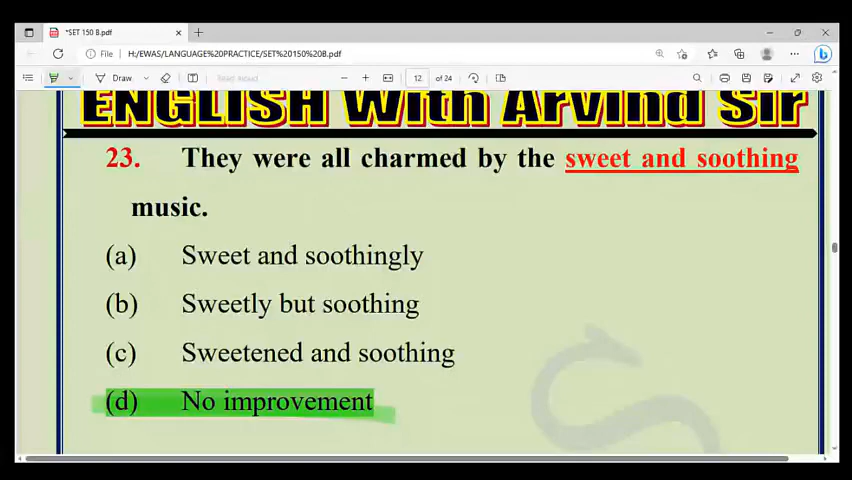 *SET 150 B.pdf
File H:/EWAS/LANGUAGE%20PRACTICE/SET%20150%20B.pdf
Draw Read aloud 12 of 24
ENGLISH With Arvind Sir
23. They were all charmed by the sweet and soothing
music.
(a) Sweet and soothingly
(b) Sweetly but soothing
(c) Sweetened and soothing
(d) No improvement